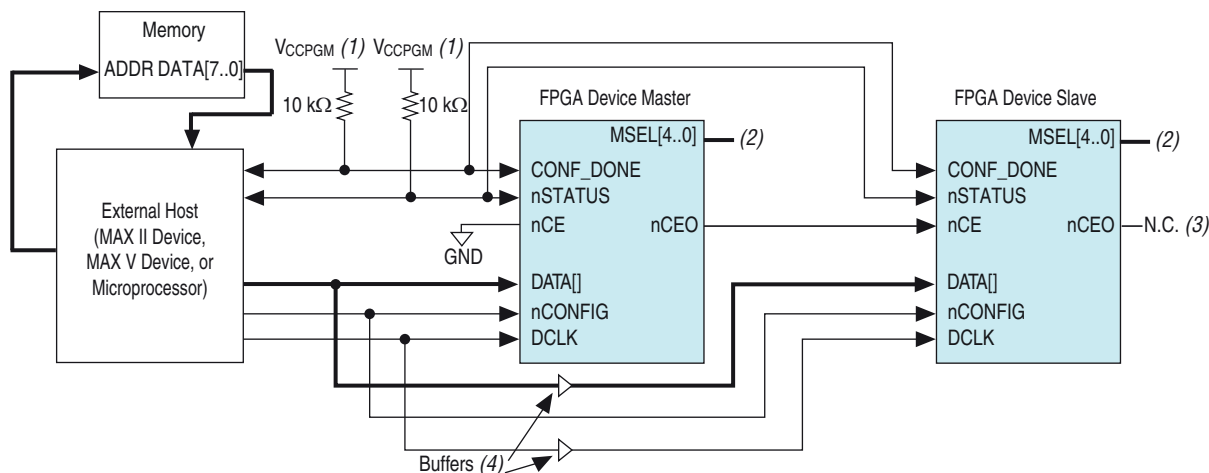 Memory
ADDR DATA[7..0]
VCCPGM (1) VCCPGM (1)
10 kΩ 10 kΩ
FPGA Device Master
FPGA Device Slave
MSEL[4..0] (2)
MSEL[4..0] (2)
External Host
(MAX II Device,
MAX V Device, or
Microprocessor)
CONF_DONE
nSTATUS
nCE nCEO
GND
DATA[]
nCONFIG
DCLK
CONF_DONE
nSTATUS
nCE nCEO N.C. (3)
DATA[]
nCONFIG
DCLK
Buffers (4)